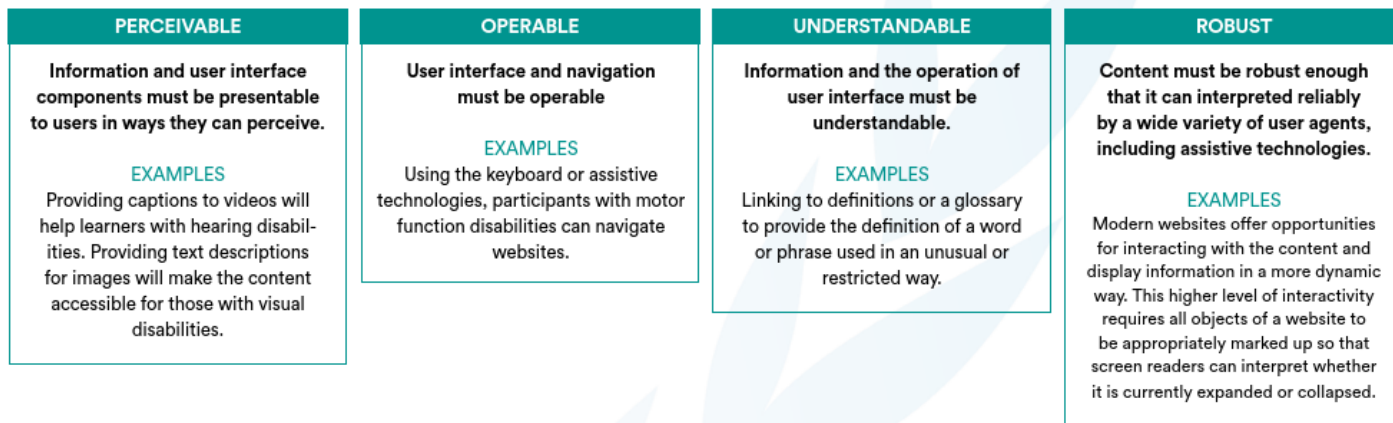 PERCEIVABLE
Information and user interface
components must be presentable
to users in ways they can perceive.
EXAMPLES
Providing captions to videos will
help learners with hearing disabil-
ities. Providing text descriptions
for images will make the content
accessible for those with visual
disabilities.
OPERABLE
User interface and navigation
must be operable
EXAMPLES
Using the keyboard or assistive
technologies, participants with motor
function disabilities can navigate
websites.
UNDERSTANDABLE
Information and the operation of
user interface must be
understandable.
EXAMPLES
Linking to definitions or a glossary
to provide the definition of a word
or phrase used in an unusual or
restricted way.
ROBUST
Content must be robust enough
that it can interpreted reliably
by a wide variety of user agents,
including assistive technologies.
EXAMPLES
Modern websites offer opportunities
for interacting with the content and
display information in a more dynamic
way. This higher level of interactivity
requires all objects of a website to
be appropriately marked up so that
screen readers can interpret whether
it is currently expanded or collapsed.